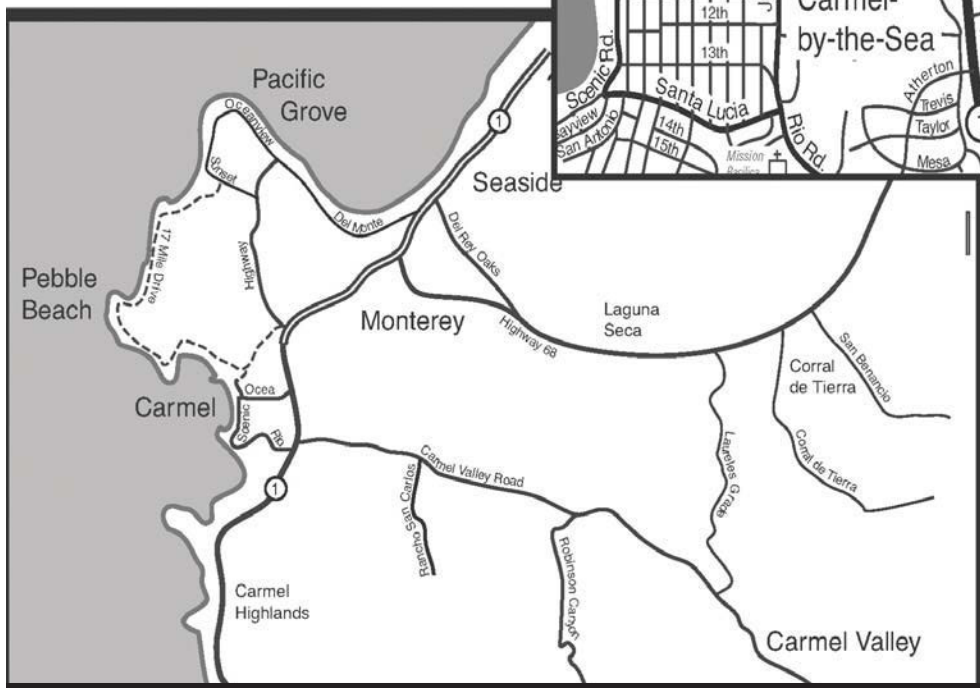 12th
J
Carmel-
by-the-Sea
13th
Scenic Rd.
Santa Lucia
Atherton
Trevis
Taylor
Mesa
San Antonio
14th
15th
Rio Rd.
Mission
Pacific
Grove
Oceanview
Sunset
1
Seaside
Del Monte
17 Mile Drive
Highway
Del Rey Oaks
Pebble
Beach
Monterey
Highway 68
Laguna
Seca
San Benancio
Corral
de Tierra
Carmel
Ocea
Scenic
Rio
Carmel Valley Road
Laureles Grade
Corral de Tierra
1
Rancho San Carlos
Robinson Canyon
Carmel
Highlands
Carmel Valley